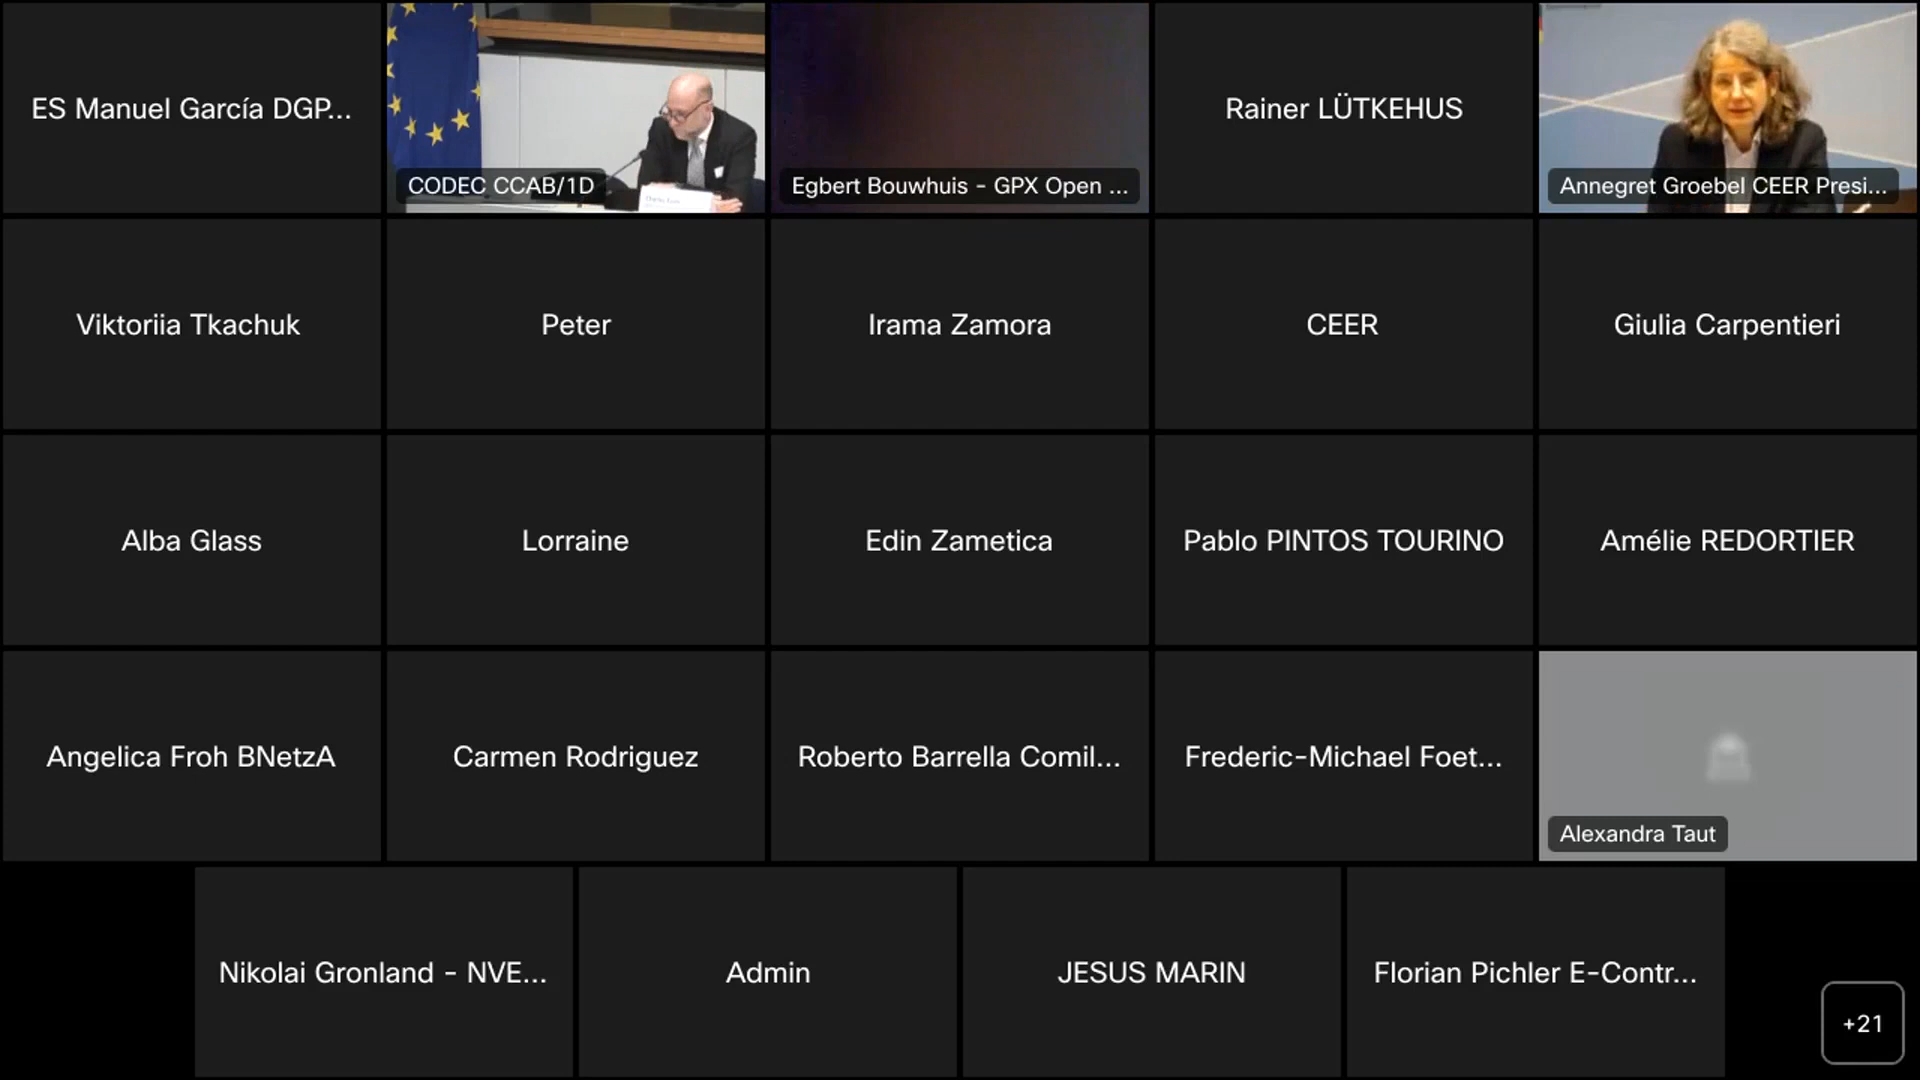 ES Manuel García DGP...
CODEC CCAB/1D
Egbert Bouwhuis - GPX Open ...
Rainer LÜTKEHUS
Annegret Groebel CEER Presi...
Viktoriia Tkachuk
Peter
Irama Zamora
CEER
Giulia Carpentieri
Alba Glass
Lorraine
Edin Zametica
Pablo PINTOS TOURINO
Amélie REDORTIER
Angelica Froh BNetzA
Carmen Rodriguez
Roberto Barrella Comil...
Frederic-Michael Foet...
Alexandra Taut
Nikolai Gronland - NVE...
Admin
JESUS MARIN
Florian Pichler E-Contr...
+21